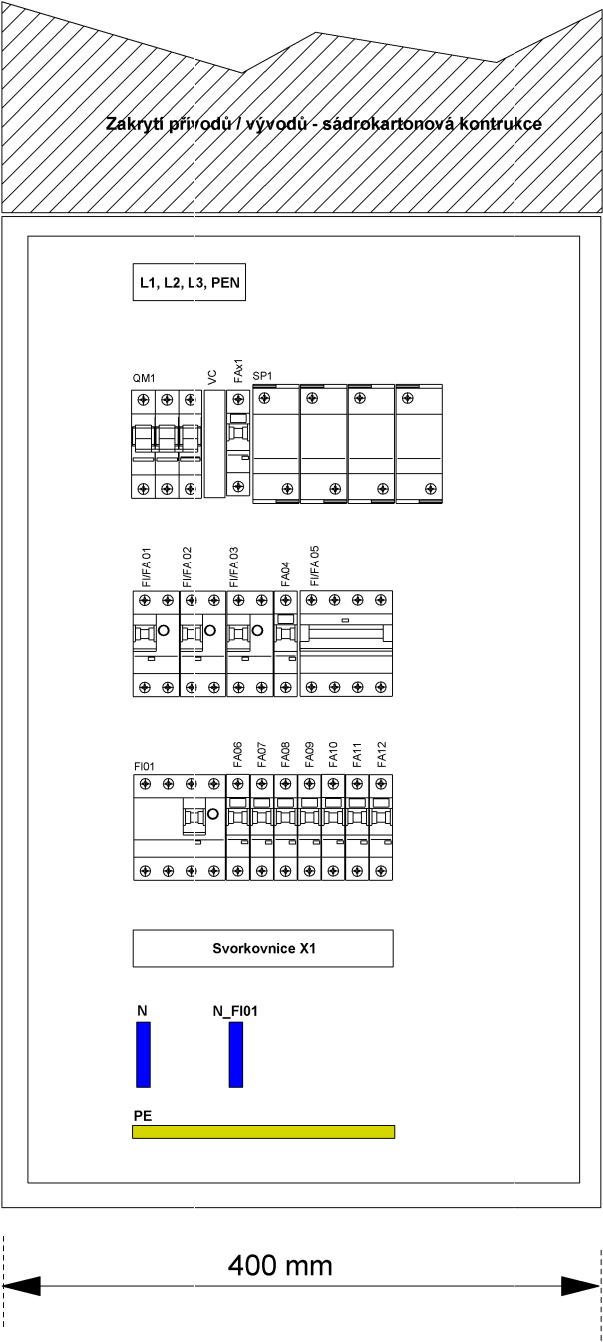 Zakrytí přívodů / vývodů - sádrokartonová kontrukce
L1, L2, L3, PEN
QM1
VC
FAx1
SP1
FI/FA 01
FI/FA 02
FI/FA 03
FA04
FI/FA 05
FI01
FA06
FA07
FA08
FA09
FA10
FA11
FA12
Svorkovnice X1
N
N_FI01
PE
400 mm